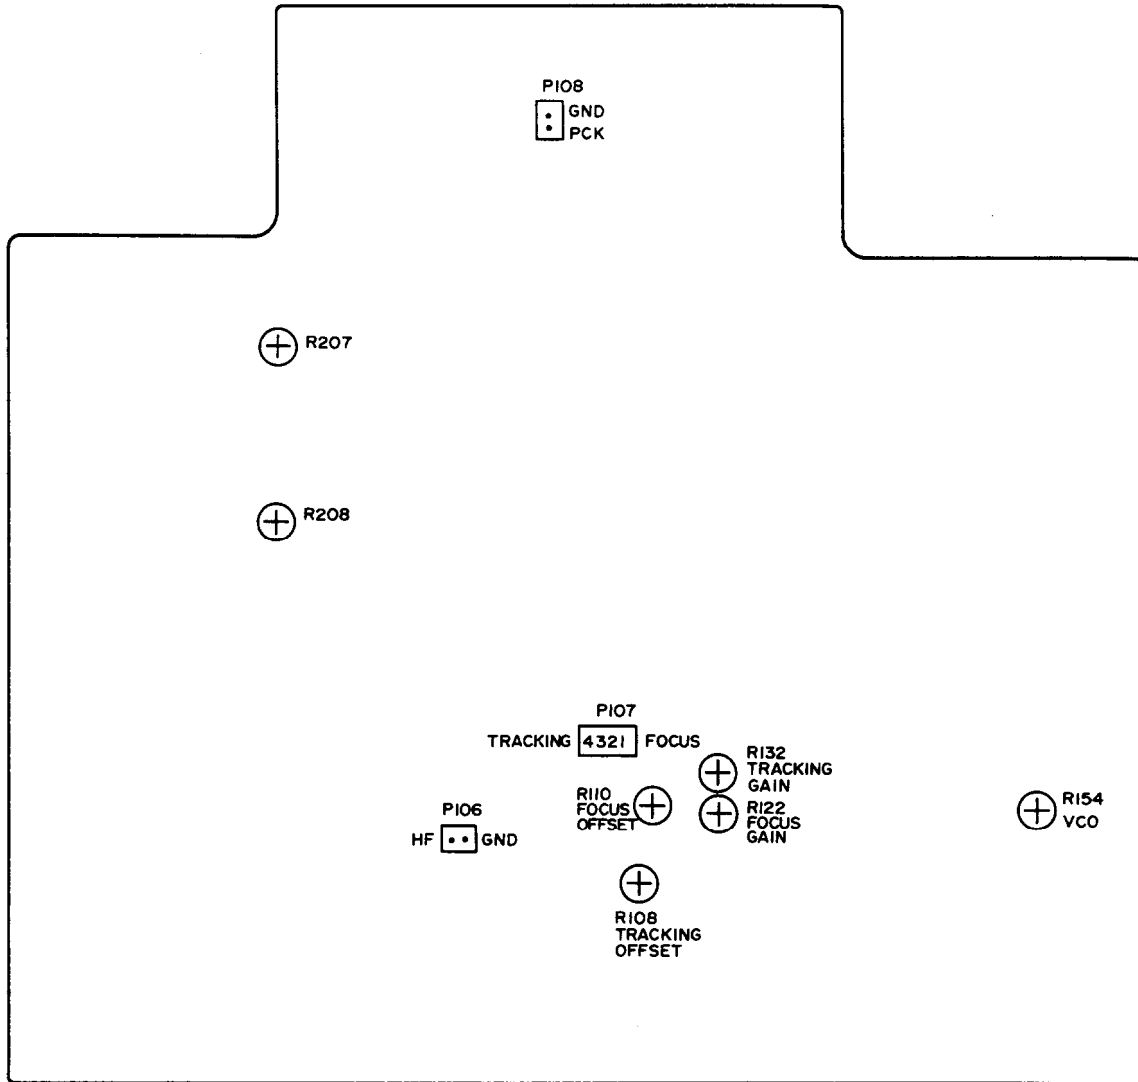 P108
GND
PCK
R207
R208
P107
TRACKING 4321 FOCUS
R132
TRACKING
GAIN
R110
FOCUS
OFFSET
R122
FOCUS
GAIN
R154
VCO
P106
HF GND
R108
TRACKING
OFFSET